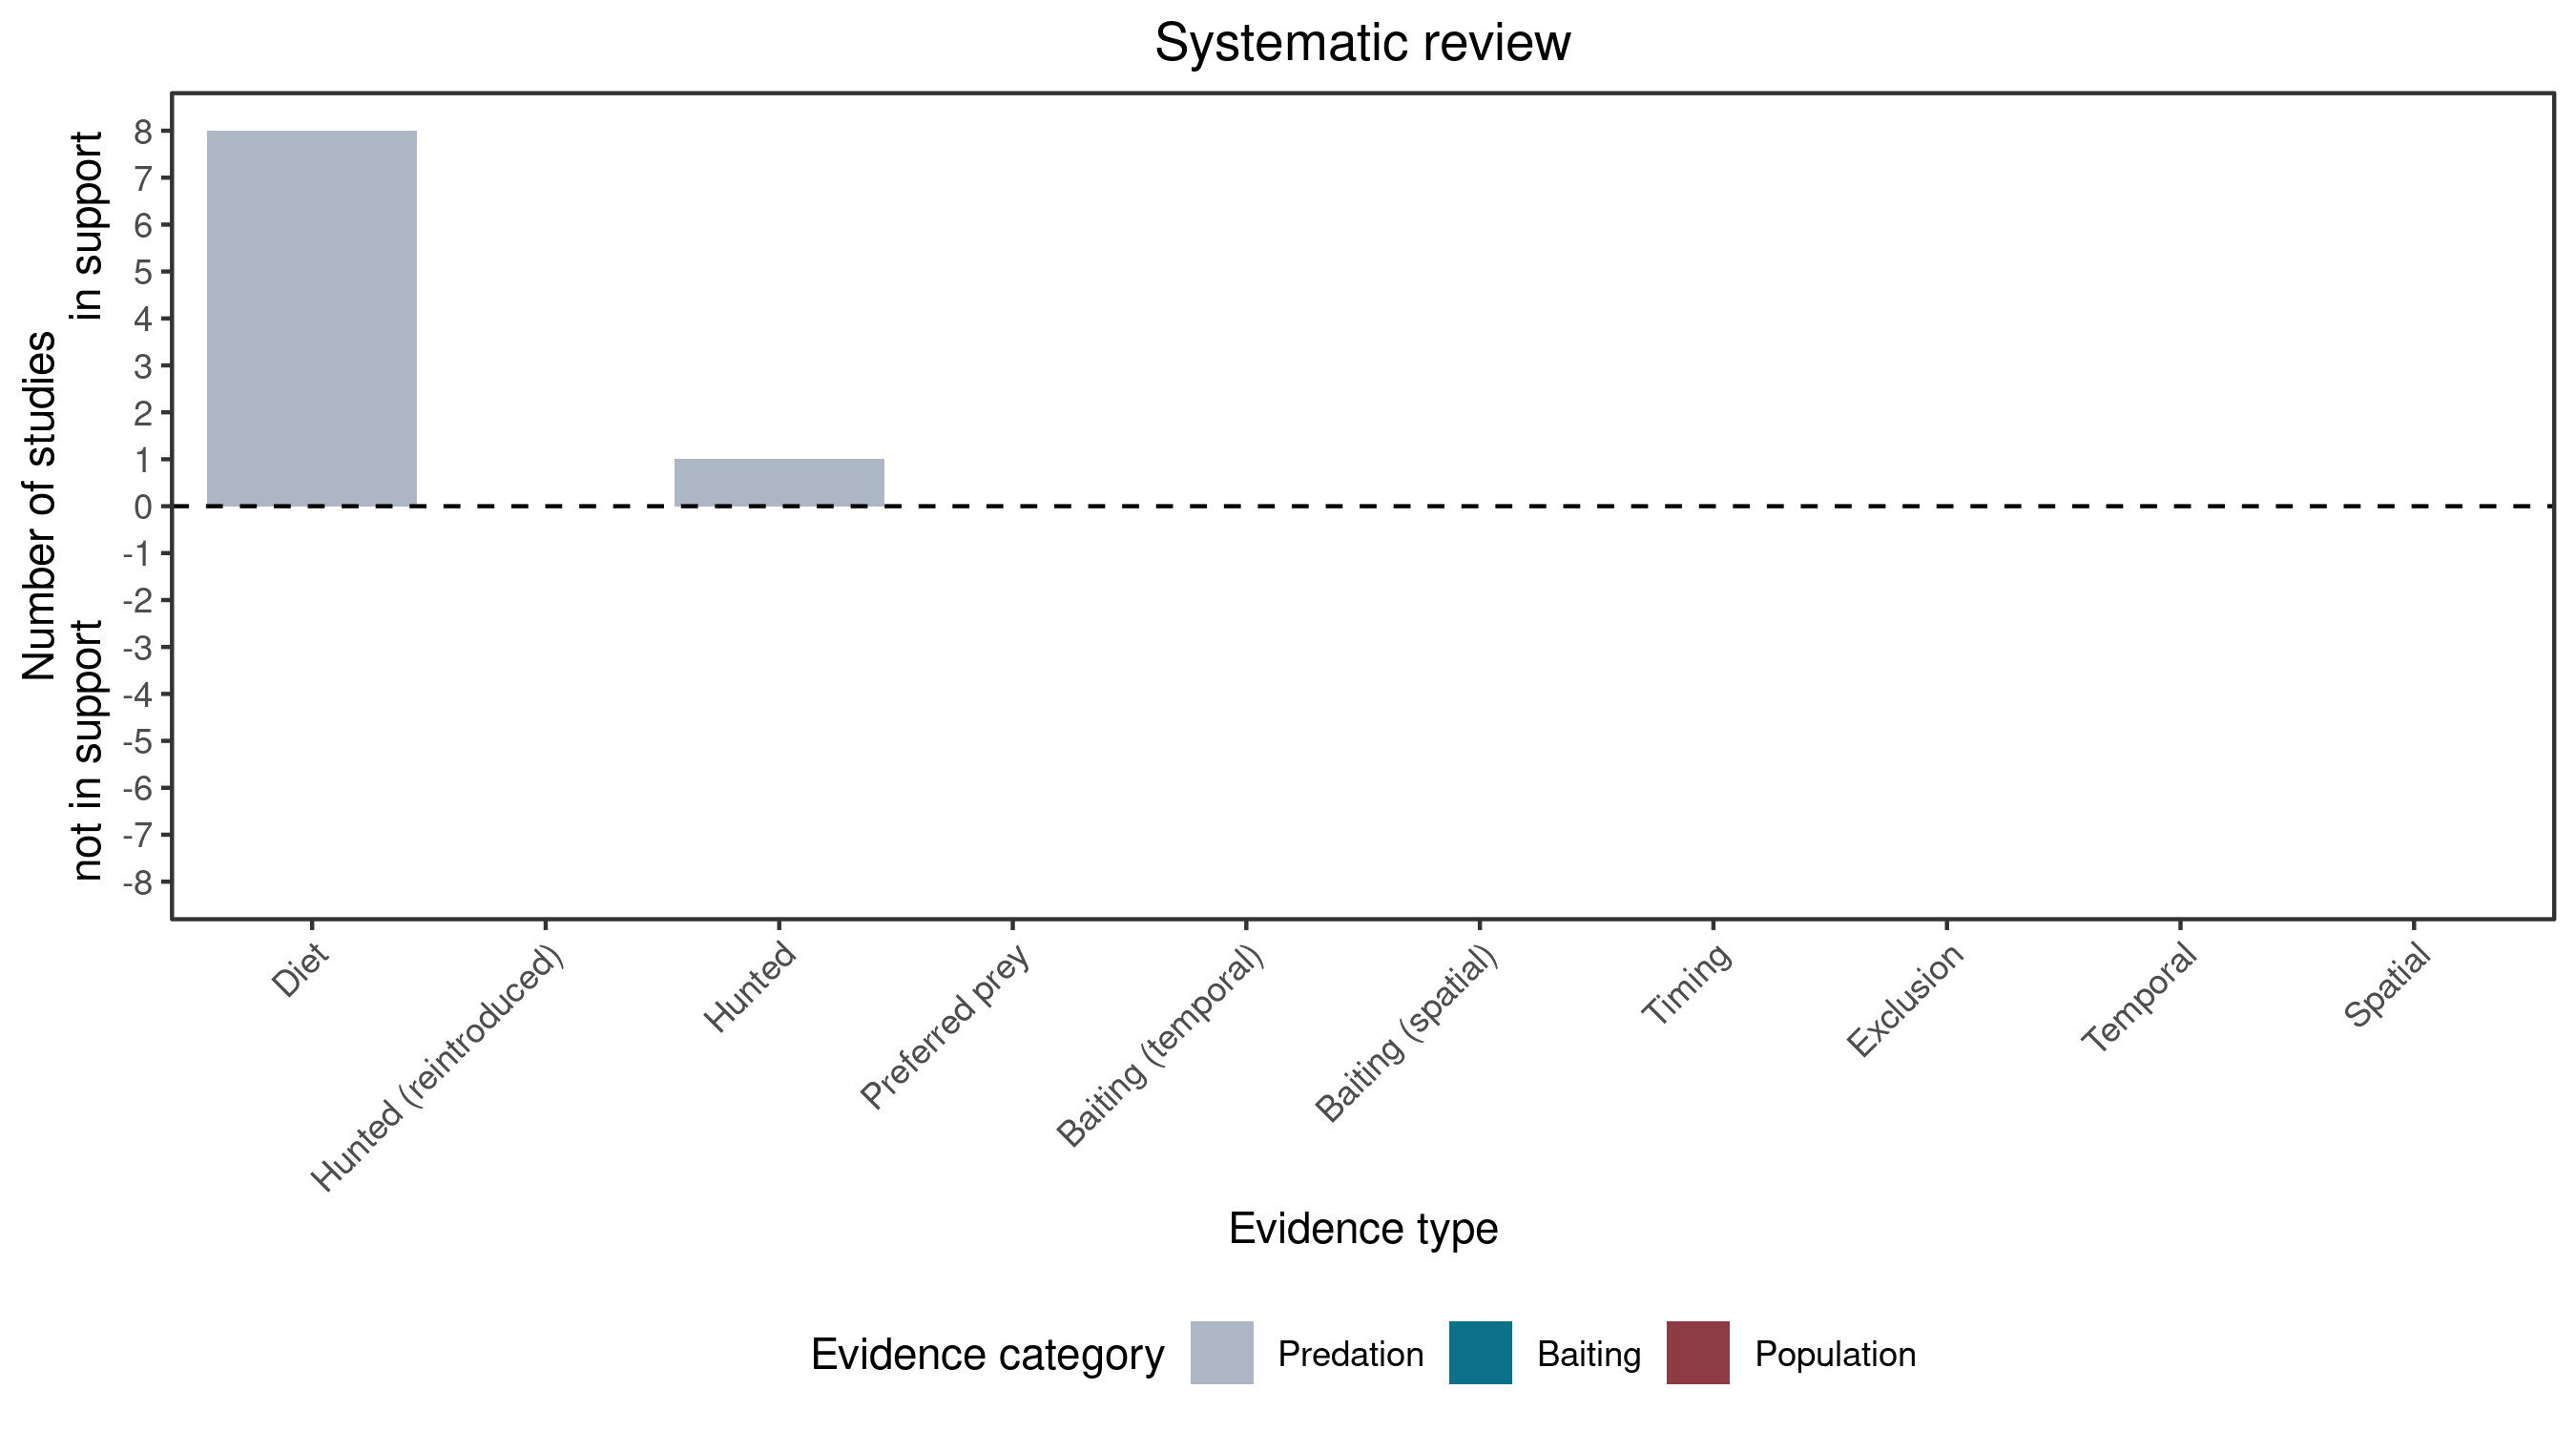 Systematic review
Number of studies
in support
not in support
8
7
6
5
4
3
2
1
0
-1
-2
-3
-4
-5
-6
-7
-8
Diet
Hunted (reintroduced)
Hunted
Preferred prey
Baiting (temporal)
Baiting (spatial)
Timing
Exclusion
Temporal
Spatial
Evidence type
Evidence category Predation Baiting Population